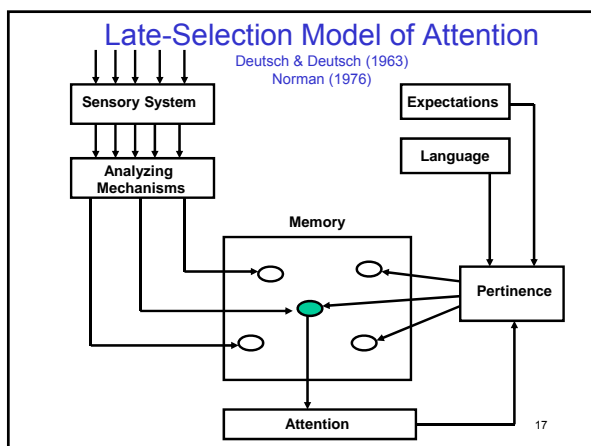 Late-Selection Model of Attention
Deutsch & Deutsch (1963)
Norman (1976)
Sensory System
Expectations
Language
Analyzing
Mechanisms
Memory
Pertinence
Attention
17